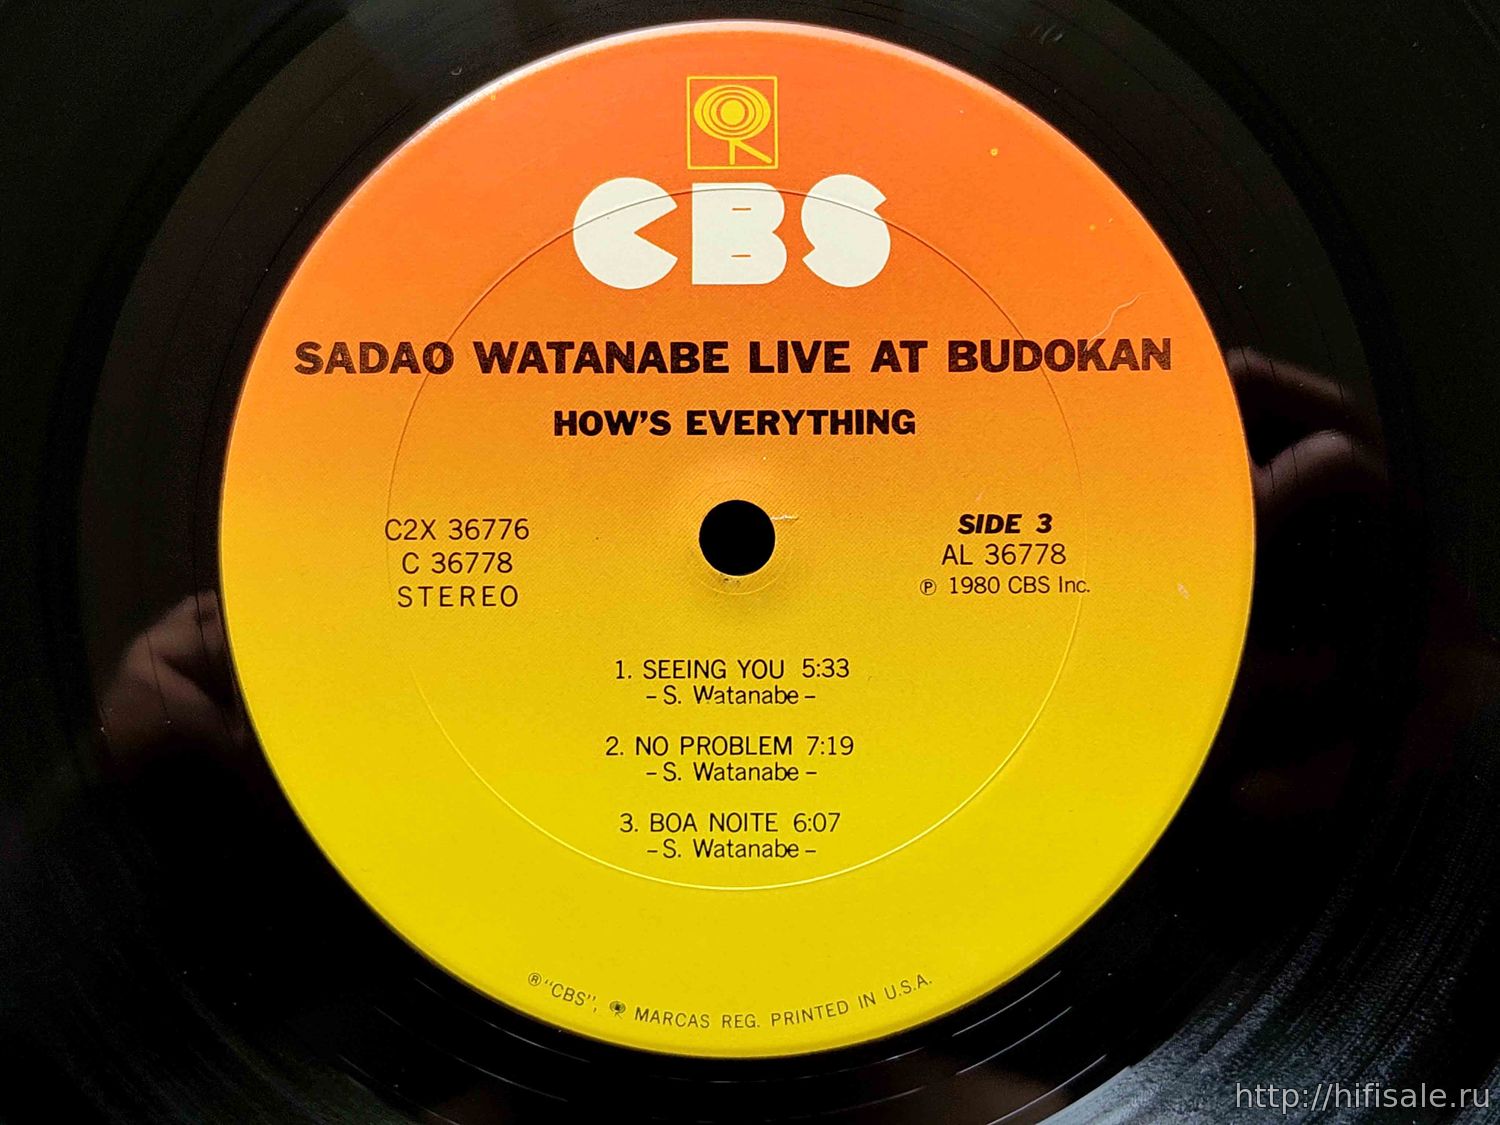 CBS
SADAO WATANABE LIVE AT BUDOKAN
HOW'S EVERYTHING
C2X 36776
C 36778
STEREO
SIDE 3
AL 36778
℗ 1980 CBS Inc.
1. SEEING YOU 5:33
– S. Watanabe –
2. NO PROBLEM 7:19
– S. Watanabe –
3. BOA NOITE 6:07
– S. Watanabe –
® "CBS", MARCAS REG. PRINTED IN U.S.A.
http://hifisale.ru